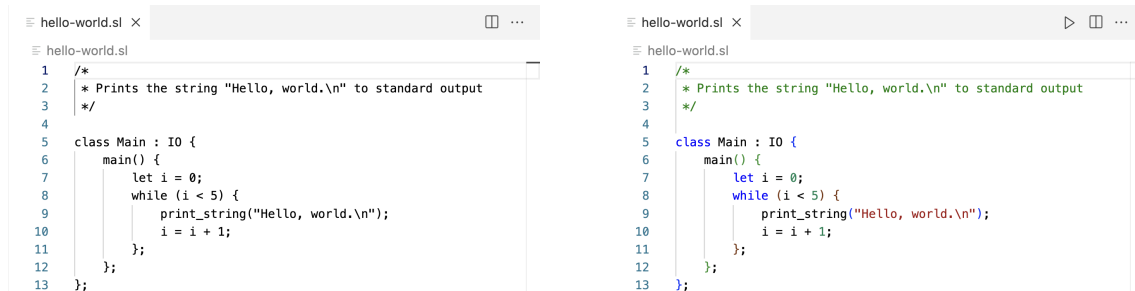 hello-world.sl
hello-world.sl
1 /*
2  * Prints the string "Hello, world.\n" to standard output
3  */
4
5 class Main : IO {
6     main() {
7         let i = 0;
8         while (i < 5) {
9             print_string("Hello, world.\n");
10             i = i + 1;
11         };
12     };
13 };
hello-world.sl
hello-world.sl
1 /*
2  * Prints the string "Hello, world.\n" to standard output
3  */
4
5 class Main : IO {
6     main() {
7         let i = 0;
8         while (i < 5) {
9             print_string("Hello, world.\n");
10             i = i + 1;
11         };
12     };
13 };